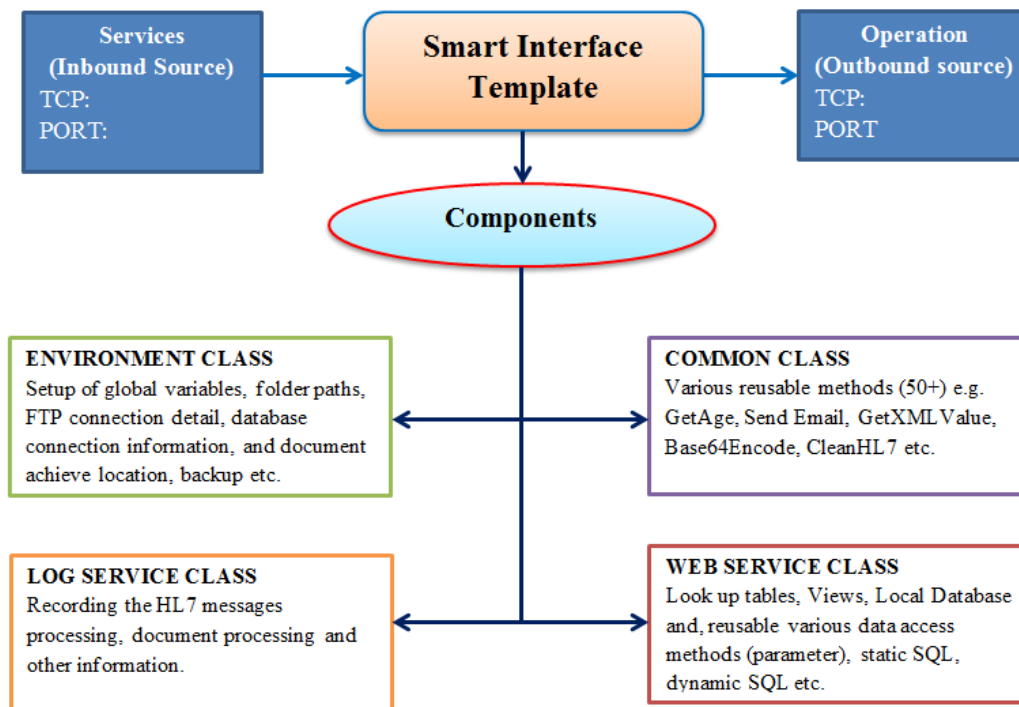 Services
(Inbound Source)
TCP:
PORT:
Smart Interface
Template
Operation
(Outbound source)
TCP:
PORT
Components
ENVIRONMENT CLASS
Setup of global variables, folder paths,
FTP connection detail, database
connection information, and document
achieve location, backup etc.
COMMON CLASS
Various reusable methods (50+) e.g.
GetAge, Send Email, GetXMLValue,
Base64Encode, CleanHL7 etc.
LOG SERVICE CLASS
Recording the HL7 messages
processing, document processing and
other information.
WEB SERVICE CLASS
Look up tables, Views, Local Database
and, reusable various data access
methods (parameter), static SQL,
dynamic SQL etc.